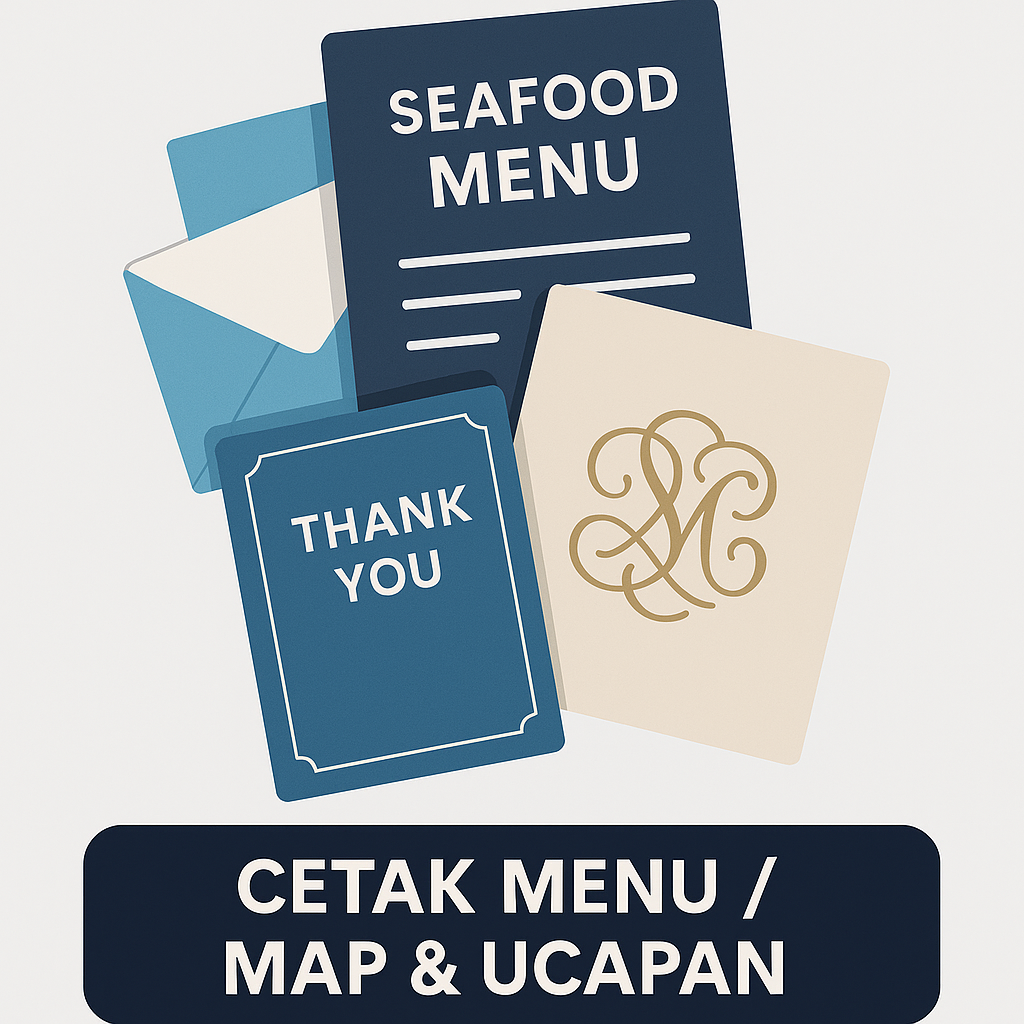 SEAFOOD
MENU
THANK
YOU
CETAK MENU /
MAP & UCAPAN